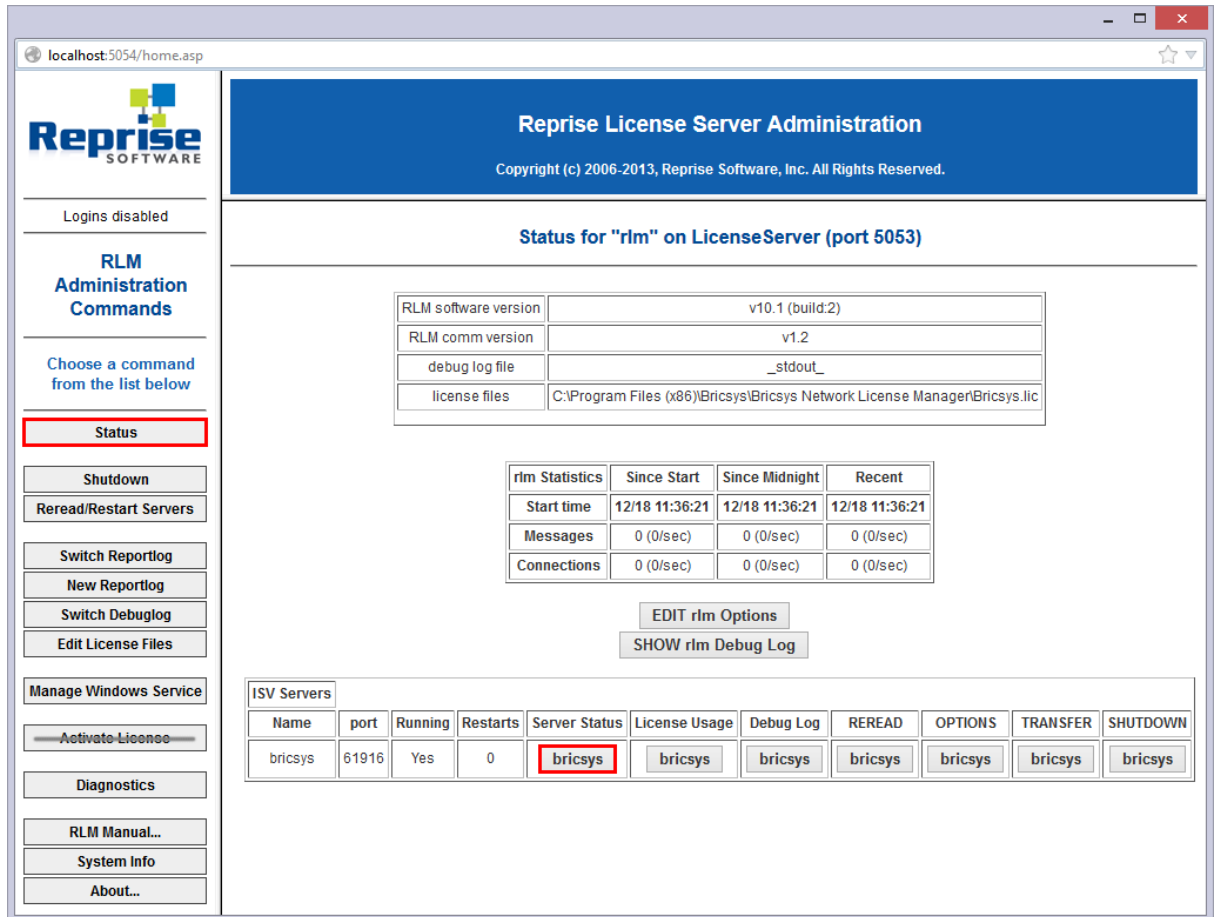 localhost:5054/home.asp
Reprise
SOFTWARE
Logins disabled
RLM
Administration
Commands
Choose a command
from the list below
Status
Shutdown
Reread/Restart Servers
Switch Reportlog
New Reportlog
Switch Debuglog
Edit License Files
Manage Windows Service
Activate License
Diagnostics
RLM Manual...
System Info
About...
Reprise License Server Administration
Copyright (c) 2006-2013, Reprise Software, Inc. All Rights Reserved.
Status for "rlm" on LicenseServer (port 5053)
RLM software version v10.1 (build:2)
RLM comm version v1.2
debug log file _stdout_
license files C:\Program Files (x86)\Bricsys\Bricsys Network License Manager\Bricsys.lic
rlm Statistics Since Start Since Midnight Recent
Start time 12/18 11:36:21 12/18 11:36:21 12/18 11:36:21
Messages 0 (0/sec) 0 (0/sec) 0 (0/sec)
Connections 0 (0/sec) 0 (0/sec) 0 (0/sec)
EDIT rlm Options
SHOW rlm Debug Log
ISV Servers
Name port Running Restarts Server Status License Usage Debug Log REREAD OPTIONS TRANSFER SHUTDOWN
bricsys 61916 Yes 0 bricsys bricsys bricsys bricsys bricsys bricsys bricsys